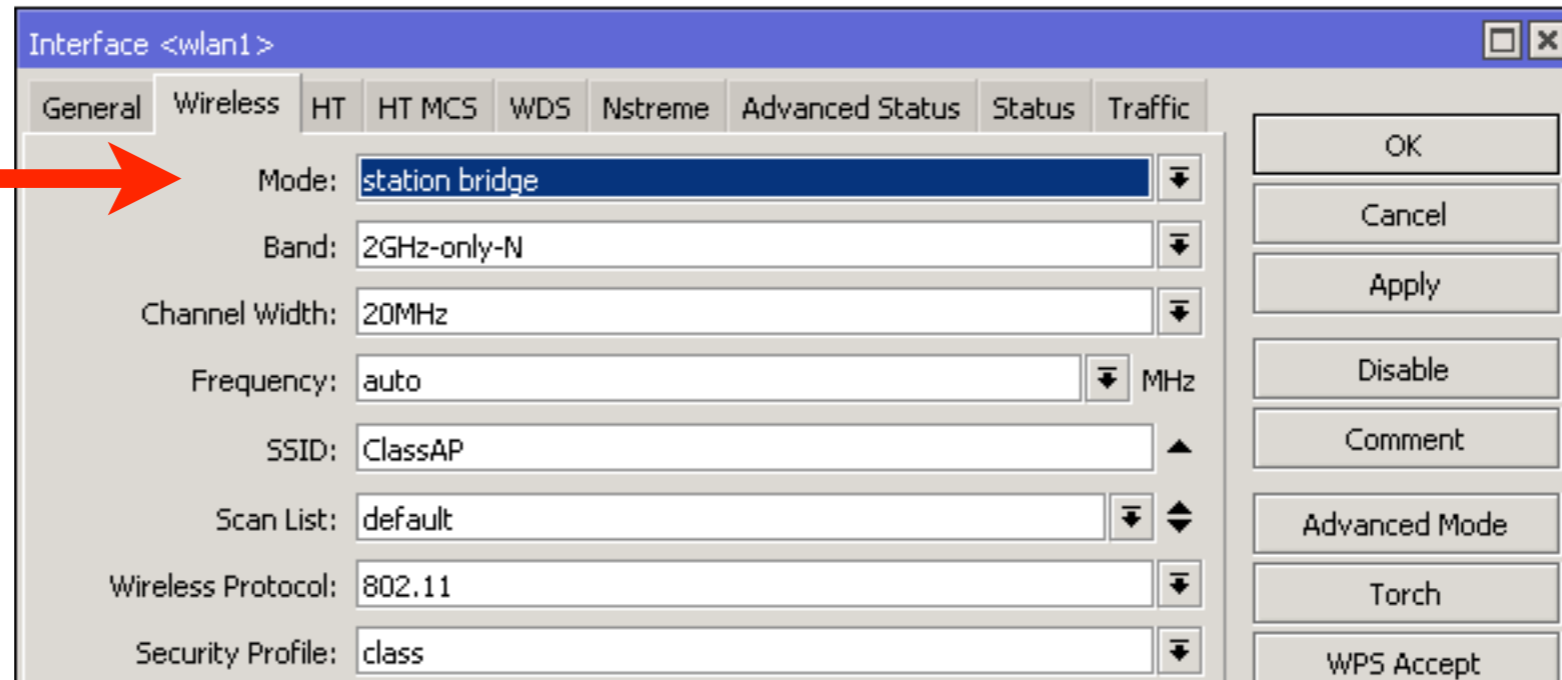 Interface <wlan1>
General Wireless HT HT MCS WDS Nstreme Advanced Status Status Traffic
Mode: station bridge
Band: 2GHz-only-N
Channel Width: 20MHz
Frequency: auto MHz
SSID: ClassAP
Scan List: default
Wireless Protocol: 802.11
Security Profile: class
OK
Cancel
Apply
Disable
Comment
Advanced Mode
Torch
WPS Accept